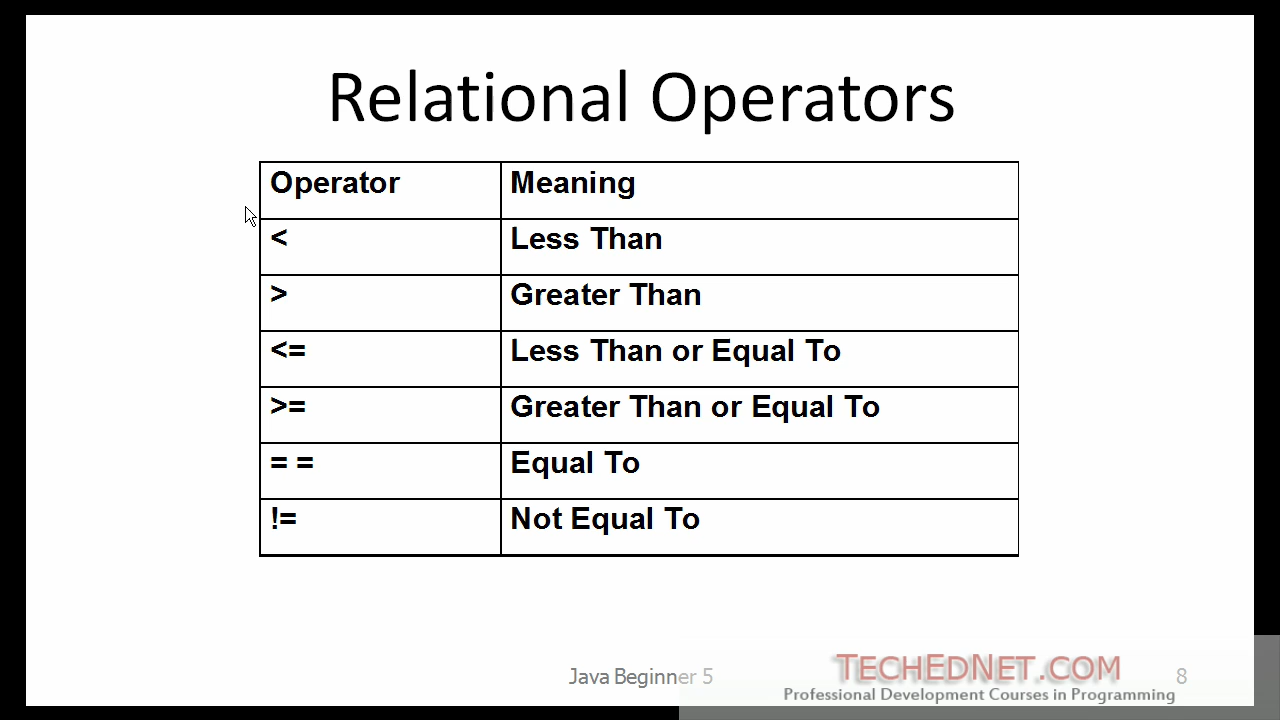 Relational Operators
Operator Meaning
< Less Than
> Greater Than
<= Less Than or Equal To
>= Greater Than or Equal To
= = Equal To
!= Not Equal To
Java Beginner 5
TECHEDNET.COM
8
Professional Development Courses in Programming